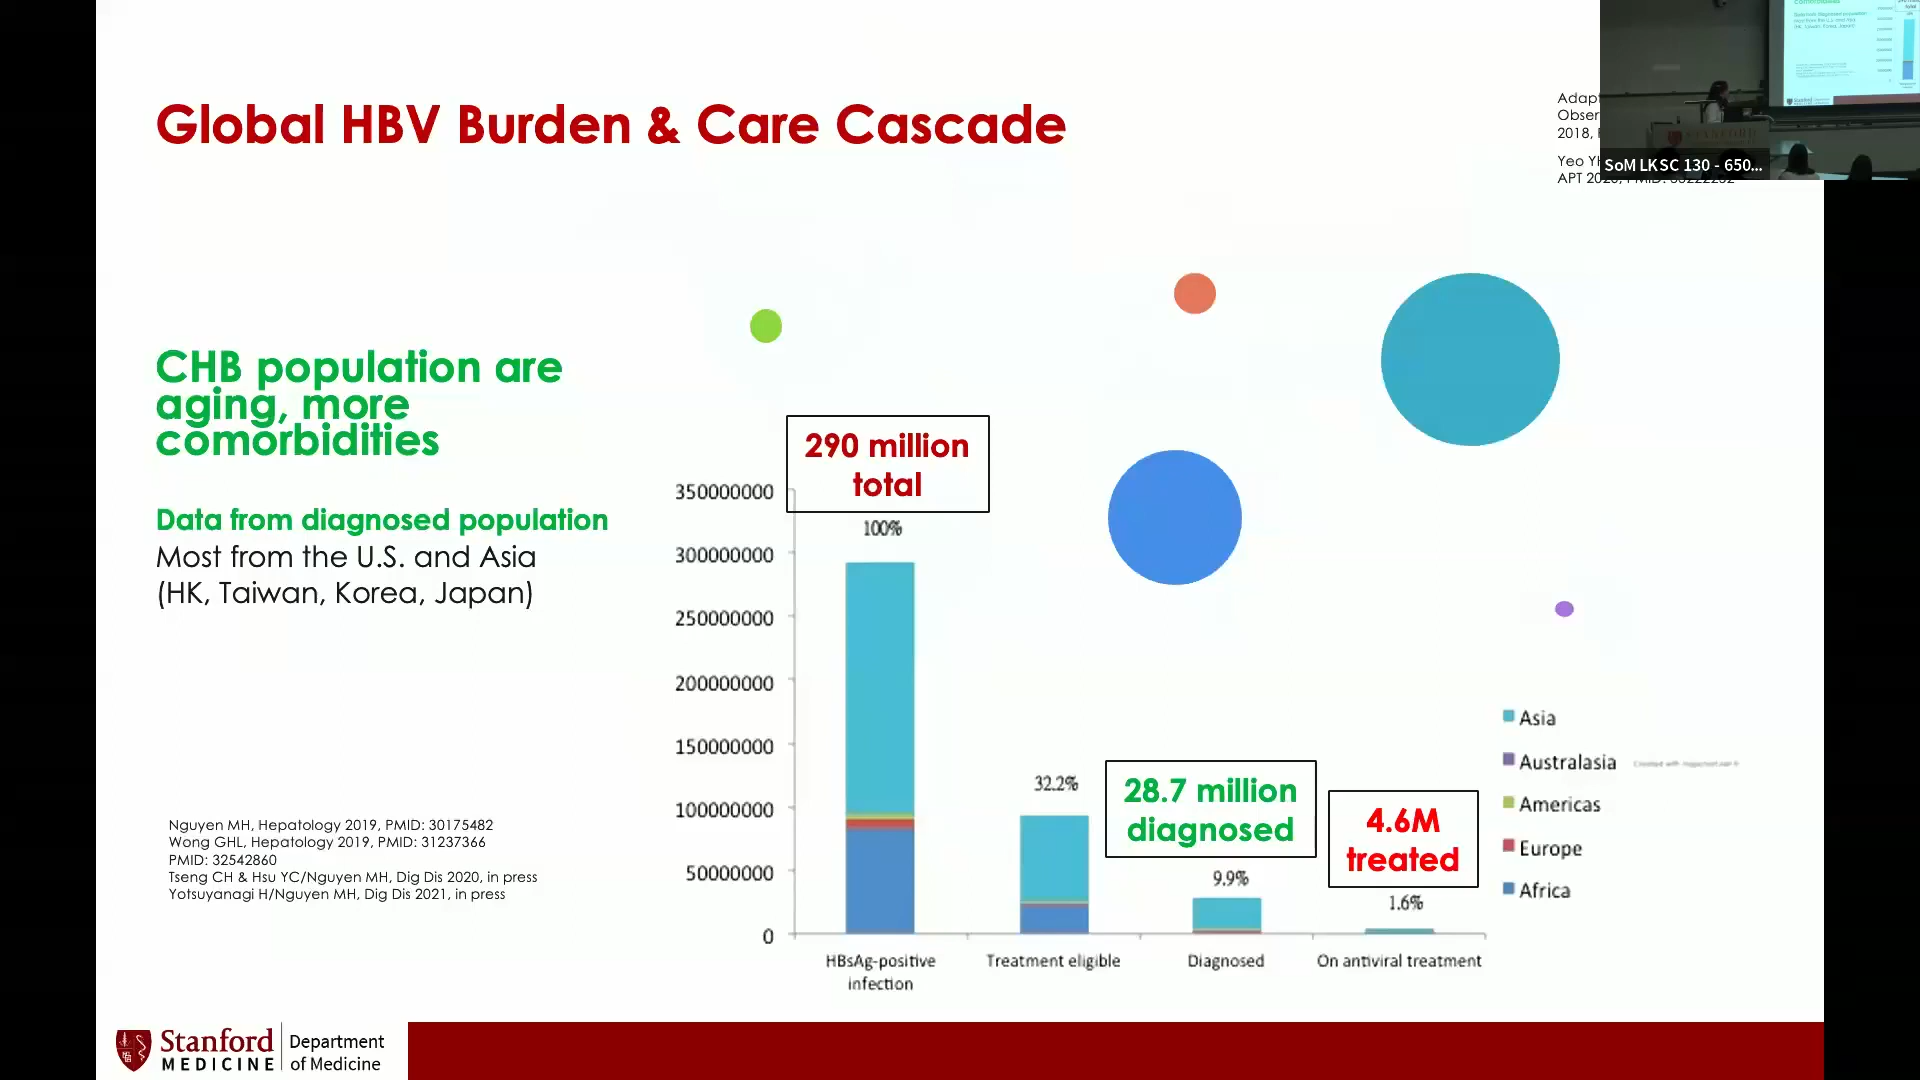 Global HBV Burden & Care Cascade
Adap
Obser
2018,
Yeo Y
APT
SoM LKSC 130 - 650...
CHB population are
aging, more
comorbidities
Data from diagnosed population
Most from the U.S. and Asia
(HK, Taiwan, Korea, Japan)
290 million
total
350000000
300000000
250000000
200000000
150000000
100000000
50000000
0
100%
32.2%
28.7 million
diagnosed
9.9%
4.6M
treated
1.6%
HBsAg-positive
infection
Treatment eligible
Diagnosed
On antiviral treatment
Asia
Australasia
Americas
Europe
Africa
Nguyen MH, Hepatology 2019, PMID: 30175482
Wong GHL, Hepatology 2019, PMID: 31237366
PMID: 32542860
Tseng CH & Hsu YC/Nguyen MH, Dig Dis 2020, in press
Yotsuyanagi H/Nguyen MH, Dig Dis 2021, in press
Stanford
MEDICINE
Department
of Medicine